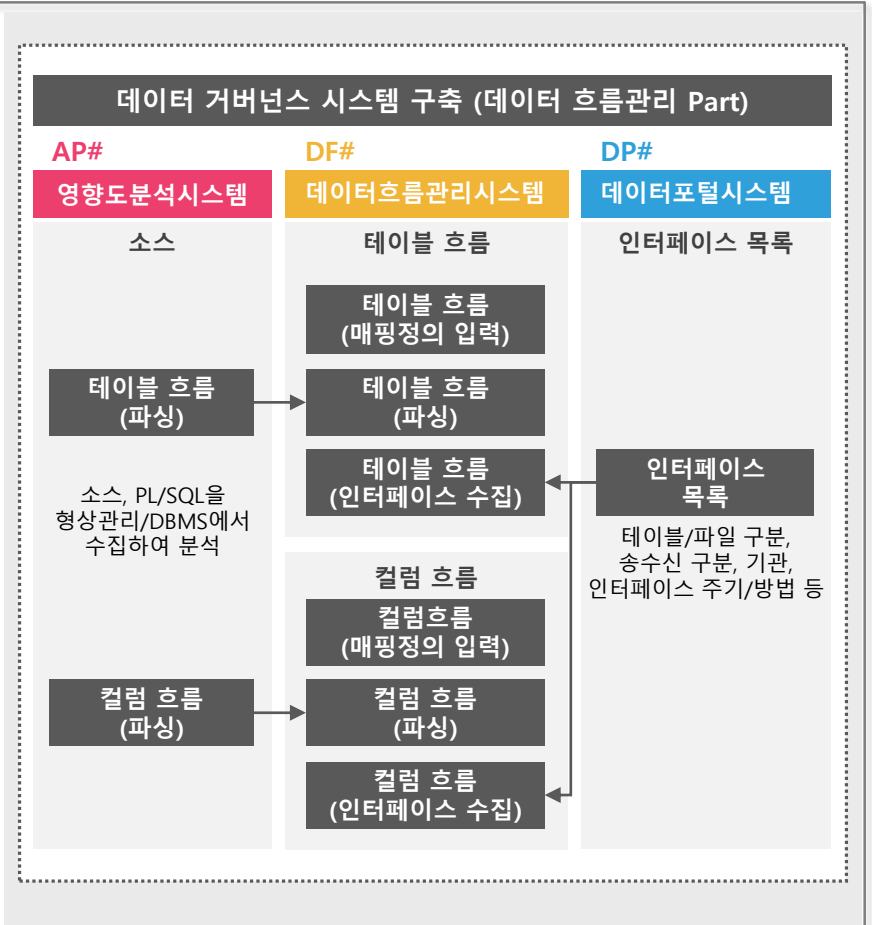 데이터 거버넌스 시스템 구축 (데이터 흐름관리 Part)
AP#
영향도분석시스템
소스
테이블 흐름
(파싱)
소스, PL/SQL을
형상관리/DBMS에서
수집하여 분석
컬럼 흐름
(파싱)
DF#
데이터흐름관리시스템
테이블 흐름
테이블 흐름
(매핑정의 입력)
테이블 흐름
(파싱)
테이블 흐름
(인터페이스 수집)
컬럼 흐름
컬럼흐름
(매핑정의 입력)
컬럼 흐름
(파싱)
컬럼 흐름
(인터페이스 수집)
DP#
데이터포털시스템
인터페이스 목록
인터페이스
목록
테이블/파일 구분,
송수신 구분, 기관,
인터페이스 주기/방법 등